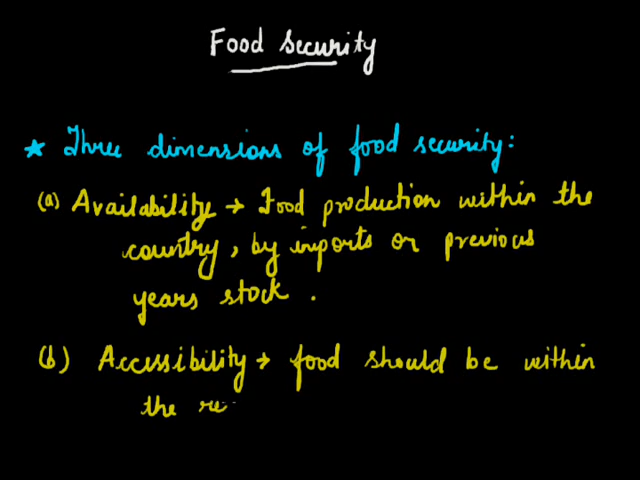 Food Security
* Three dimensions of food security:
(a) Availability → Food production within the
country, by imports or previous
years stock.
(b) Accessibility → food should be within
the re